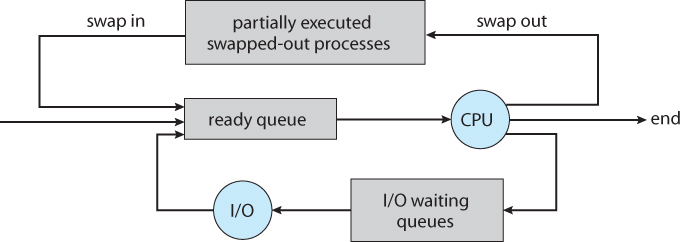 swap in
partially executed
swapped-out processes
swap out
ready queue
CPU
end
I/O
I/O waiting
queues